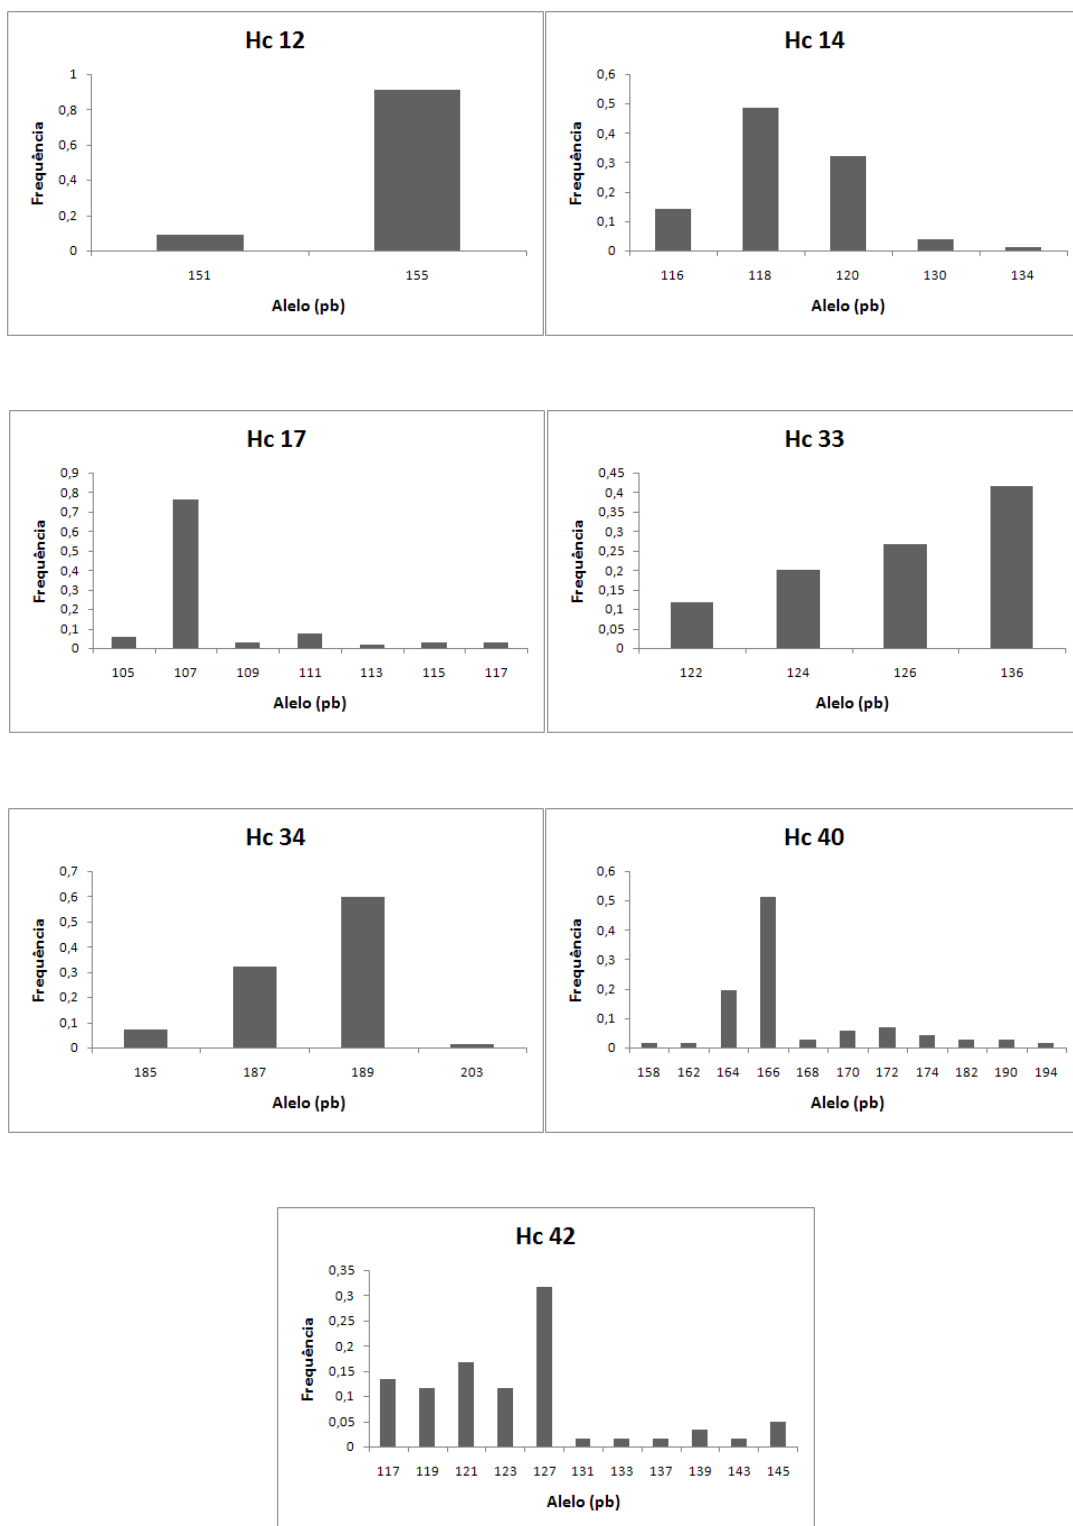 Hc 12
Frequência
1
0,8
0,6
0,4
0,2
0
151 155
Alelo (pb)
Hc 14
Frequência
0,6
0,5
0,4
0,3
0,2
0,1
0
116 118 120 130 134
Alelo (pb)
Hc 17
Frequência
0,9
0,8
0,7
0,6
0,5
0,4
0,3
0,2
0,1
0
105 107 109 111 113 115 117
Alelo (pb)
Hc 33
Frequência
0,45
0,4
0,35
0,3
0,25
0,2
0,15
0,1
0,05
0
122 124 126 136
Alelo (pb)
Hc 34
Frequência
0,7
0,6
0,5
0,4
0,3
0,2
0,1
0
185 187 189 203
Alelo (pb)
Hc 40
Frequência
0,6
0,5
0,4
0,3
0,2
0,1
0
158 162 164 166 168 170 172 174 182 190 194
Alelo (pb)
Hc 42
Frequência
0,35
0,3
0,25
0,2
0,15
0,1
0,05
0
117 119 121 123 127 131 133 137 139 143 145
Alelo (pb)